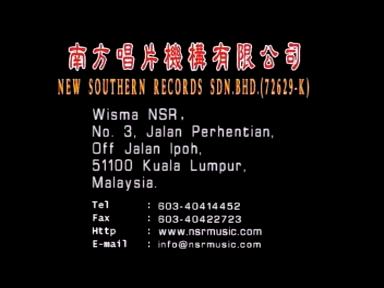 南方唱片機構有限公司
NEW SOUTHERN RECORDS SDN.BHD.(72629-K)
Wisma NSR,
No. 3, Jalan Perhentian,
Off Jalan Ipoh,
51100 Kuala Lumpur,
Malaysia.
Tel : 603-40414452
Fax : 603-40422723
Http : www.nsrmusic.com
E-mail : info@nsrmusic.com